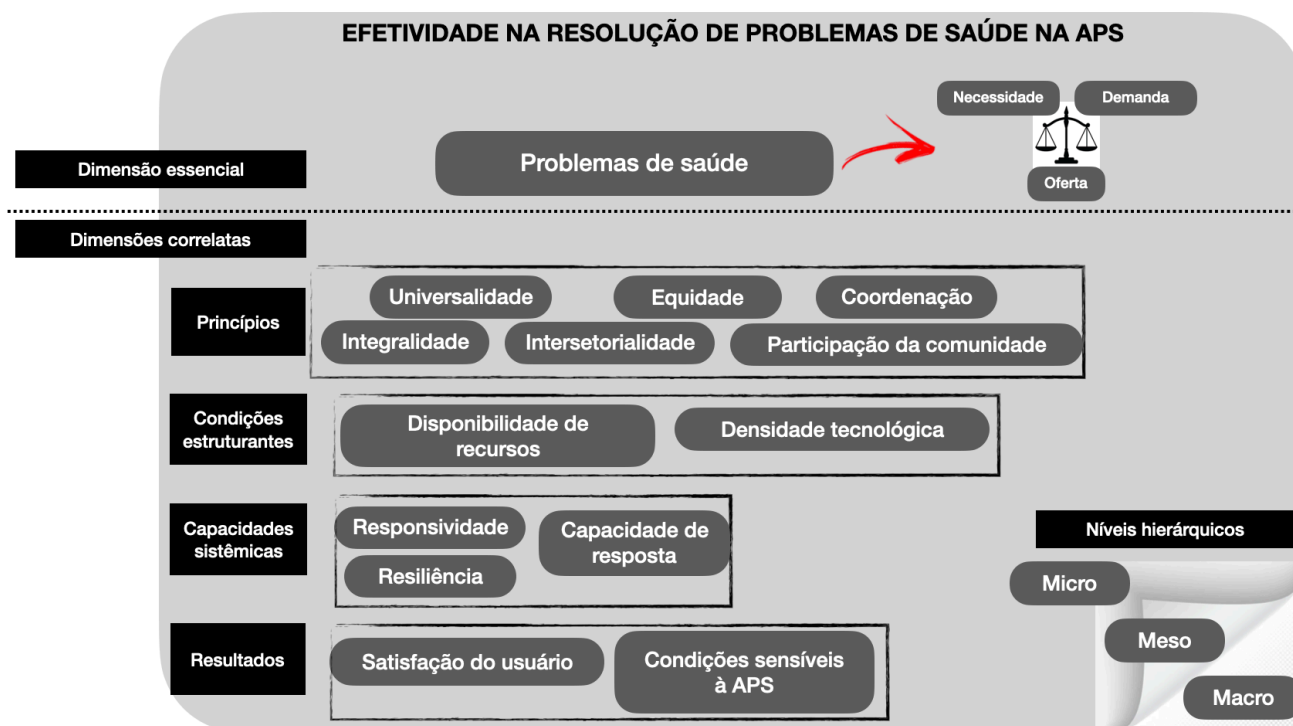 EFETIVIDADE NA RESOLUÇÃO DE PROBLEMAS DE SAÚDE NA APS
Necessidade
Demanda
Problemas de saúde
Oferta
Dimensão essencial
Dimensões correlatas
Princípios
Universalidade
Equidade
Coordenação
Integralidade
Intersetorialidade
Participação da comunidade
Condições
estruturantes
Disponibilidade de
recursos
Densidade tecnológica
Capacidades
sistêmicas
Responsividade
Capacidade de
resposta
Resiliência
Níveis hierárquicos
Micro
Meso
Macro
Resultados
Satisfação do usuário
Condições sensíveis
à APS